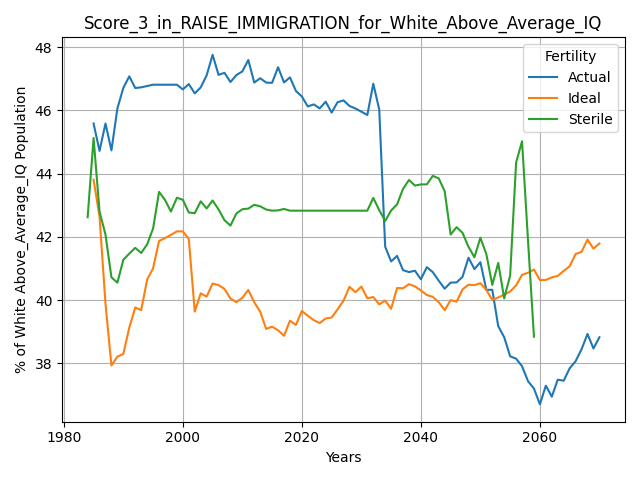 Score_3_in_RAISE_IMMIGRATION_for_White_Above_Average_IQ
% of White Above_Average_IQ Population
48
46
44
42
40
38
Fertility
Actual
Ideal
Sterile
1980
2000
2020
2040
2060
Years